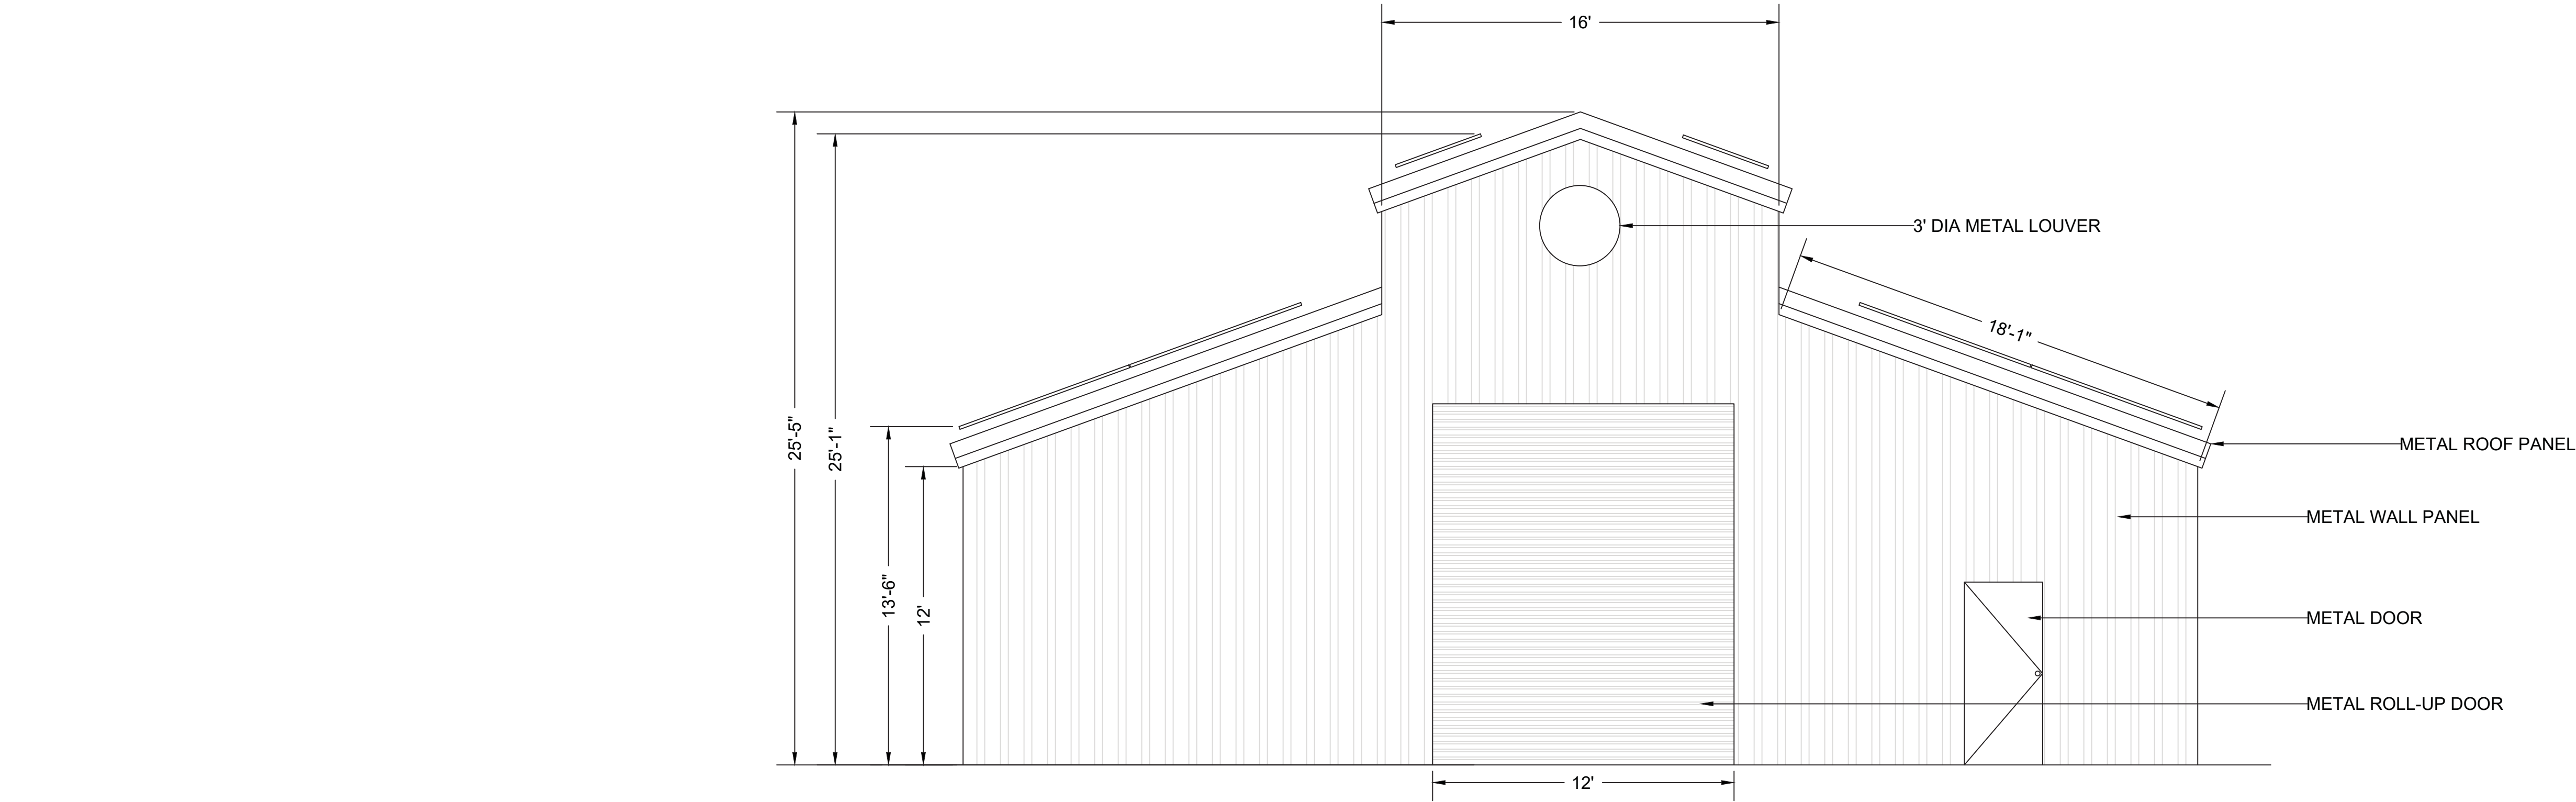 16'
3' DIA METAL LOUVER
18'-1"
25'-5"
25'-1"
METAL ROOF PANEL
METAL WALL PANEL
13'-6"
12'
METAL DOOR
METAL ROLL-UP DOOR
12'